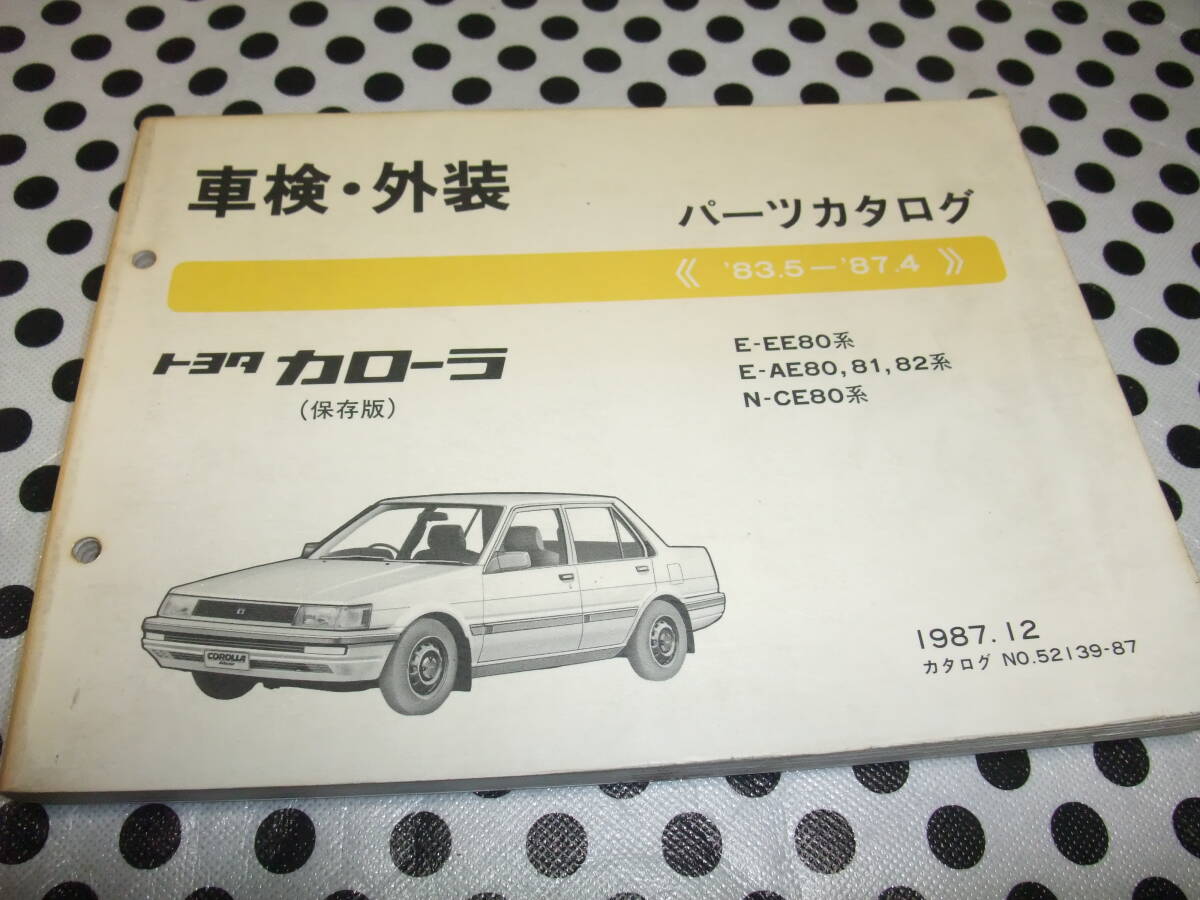 車検・外装
パーツカタログ
《 '83.5－'87.4 》
トヨタ カローラ
(保存版)
E-EE80系
E-AE80,81,82系
N-CE80系
COROLLA
1987.12
カタログ NO.52139-87